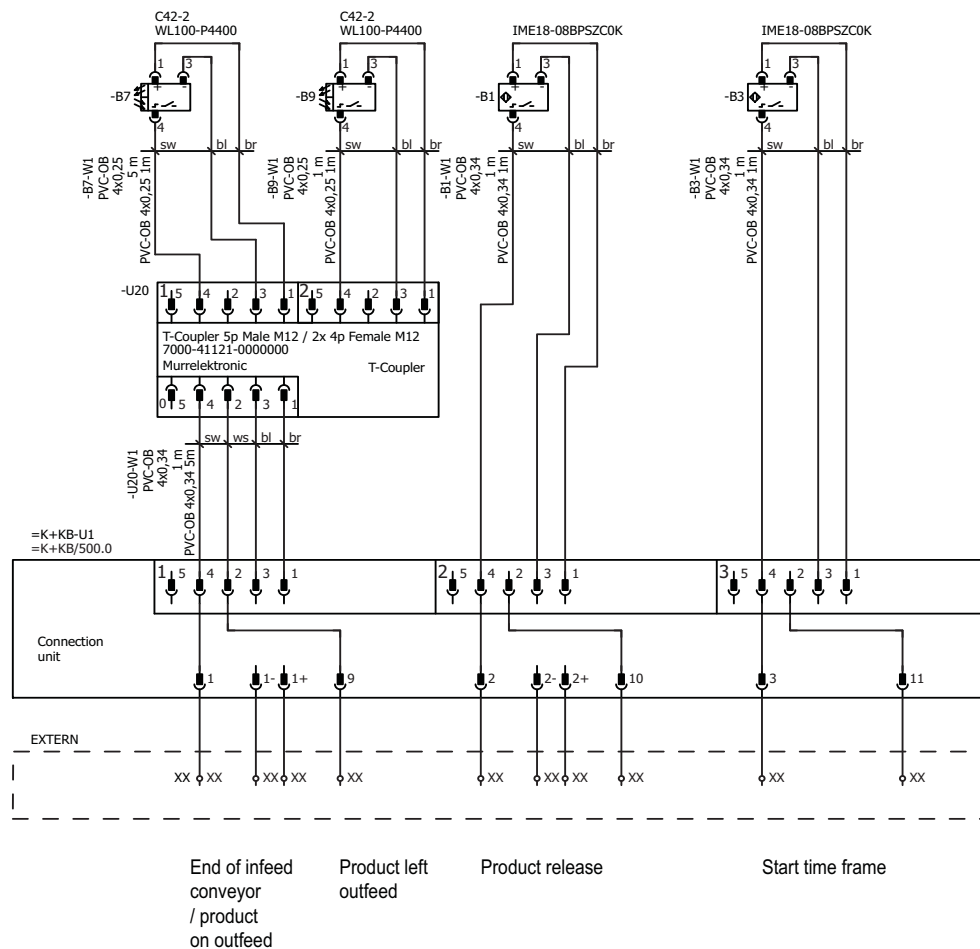 C42-2
WL100-P4400
C42-2
WL100-P4400
IME18-08BPSZC0K
IME18-08BPSZC0K
1 3
1 3
1 3
1 3
-B7
+ -
-B9
+ -
-B1
+ -
-B3
+ -
4
4
4
4
sw bl br
sw bl br
sw bl br
sw bl br
-B7-W1
PVC-OB
4x0,25
5 m
PVC-OB 4x0,25 1m
-B9-W1
PVC-OB
4x0,25
1 m
PVC-OB 4x0,25 1m
-B1-W1
PVC-OB
4x0,34
1 m
PVC-OB 4x0,34 1m
-B3-W1
PVC-OB
4x0,34
1 m
PVC-OB 4x0,34 1m
-U20
1 5 4 2 3 1
2 5 4 2 3 1
T-Coupler 5p Male M12 / 2x 4p Female M12
7000-41121-0000000
Murrelektronic
T-Coupler
0 5 4 2 3 1
sw ws bl br
-U20-W1
PVC-OB
4x0,34
1 m
PVC-OB 4x0,34 5m
=K+KB-U1
=K+KB/500.0
1 5 4 2 3 1
2 5 4 2 3 1
3 5 4 2 3 1
Connection
unit
1 1- 1+ 9 2 2- 2+ 10 3 11
EXTERN
XX XX XX XX XX XX XX XX XX XX XX
End of infeed
conveyor
/ product
on outfeed
Product left
outfeed
Product release
Start time frame